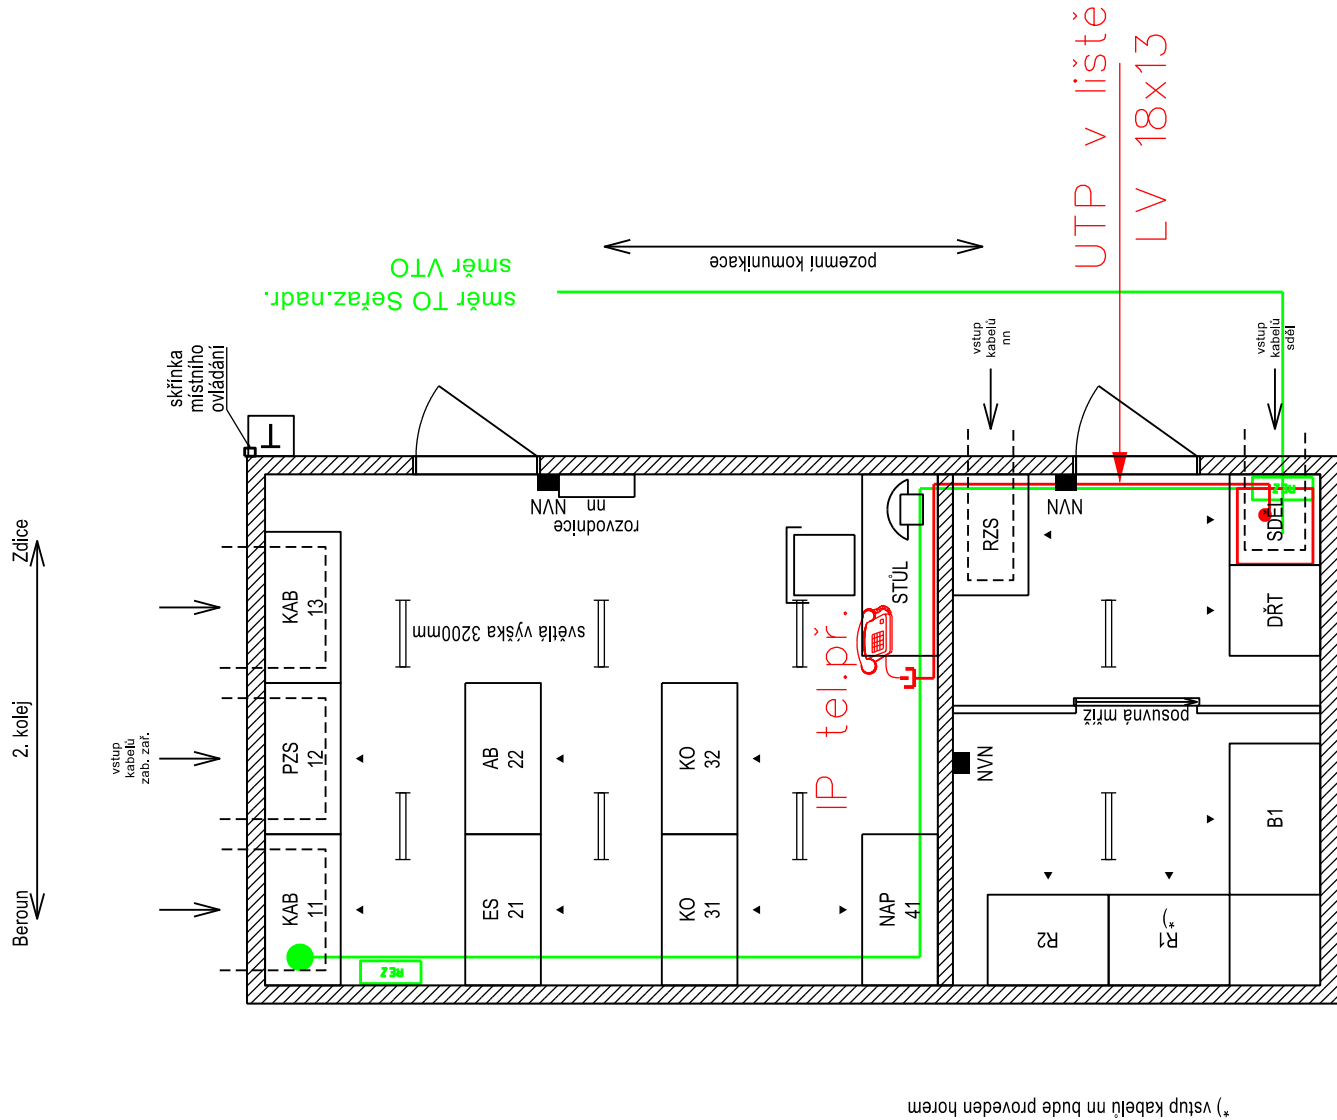 UTP v liště
LV 18x13
směr VTO
směr TO Seřaz.nadr.
pozemní komunikace
skříňka
místního
ovládání
T
vstup
kabelů
nn
vstup
kabelů
sděl
Zdice
2. kolej
Beroun
vstup
kabelů
zab. zař.
KAB
13
PZS
12
KAB
11
REZ
světlá výška 3200mm
AB
22
ES
21
KO
32
KO
31
NVN
rozvodnice
nn
STŮL
IP tel.př.
NAP
41
RZS
NVN
REZ
SDĚL
DŘT
posuvná mříž
NVN
B1
R2
R1
*)
*) vstup kabelů nn bude proveden horem